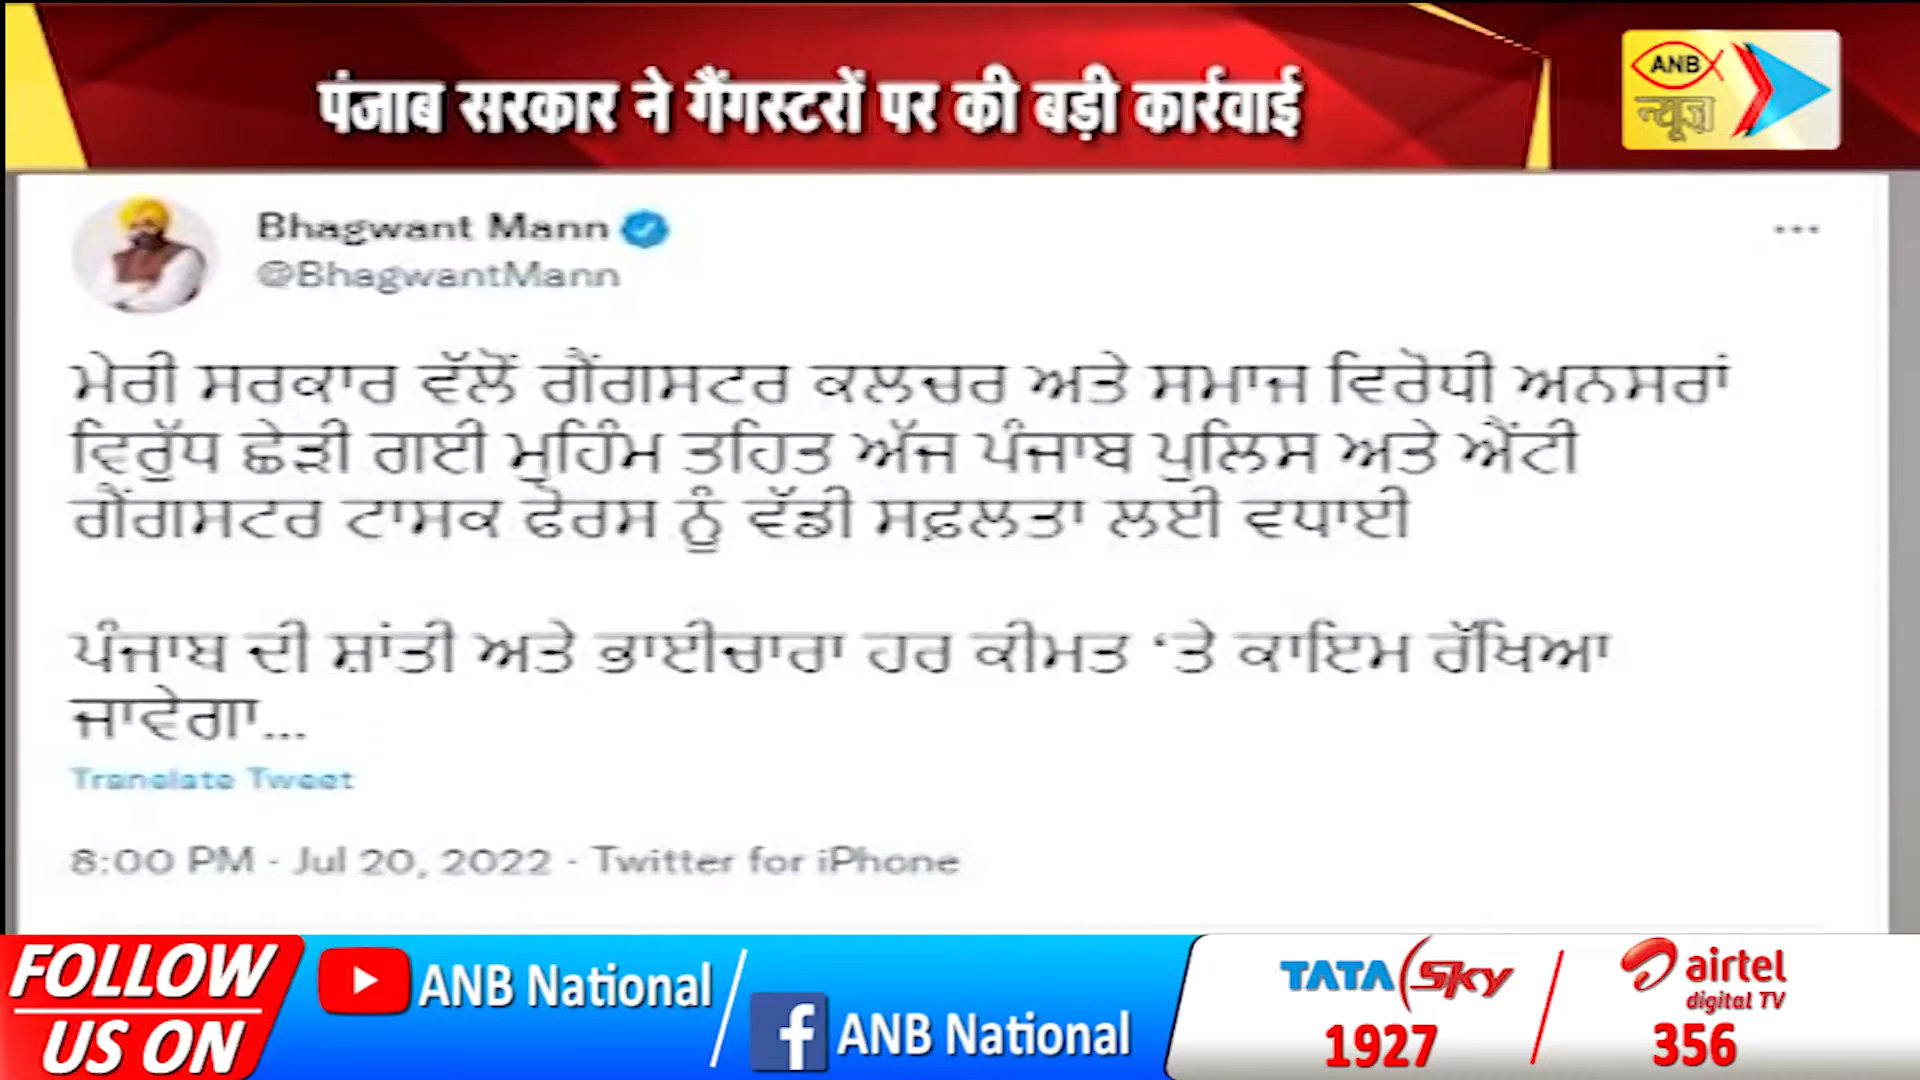 पंजाब सरकार ने गैंगस्टरों पर की बड़ी कार्रवाई
ANB
न्यूज़
Bhagwant Mann
@BhagwantMann
ਮੇਰੀ ਸਰਕਾਰ ਵੱਲੋਂ ਗੈਂਗਸਟਰ ਕਲਚਰ ਅਤੇ ਸਮਾਜ ਵਿਰੋਧੀ ਅਨਸਰਾਂ
ਵਿਰੁੱਧ ਛੇੜੀ ਗਈ ਮੁਹਿੰਮ ਤਹਿਤ ਅੱਜ ਪੰਜਾਬ ਪੁਲਿਸ ਅਤੇ ਐਂਟੀ
ਗੈਂਗਸਟਰ ਟਾਸਕ ਫੋਰਸ ਨੂੰ ਵੱਡੀ ਸਫ਼ਲਤਾ ਲਈ ਵਧਾਈ
ਪੰਜਾਬ ਦੀ ਸ਼ਾਂਤੀ ਅਤੇ ਭਾਈਚਾਰਾ ਹਰ ਕੀਮਤ ‘ਤੇ ਕਾਇਮ ਰੱਖਿਆ
ਜਾਵੇਗਾ...
Translate Tweet
8:00 PM · Jul 20, 2022 · Twitter for iPhone
FOLLOW
US ON
ANB National
ANB National
TATA Sky
1927
airtel
digital TV
356